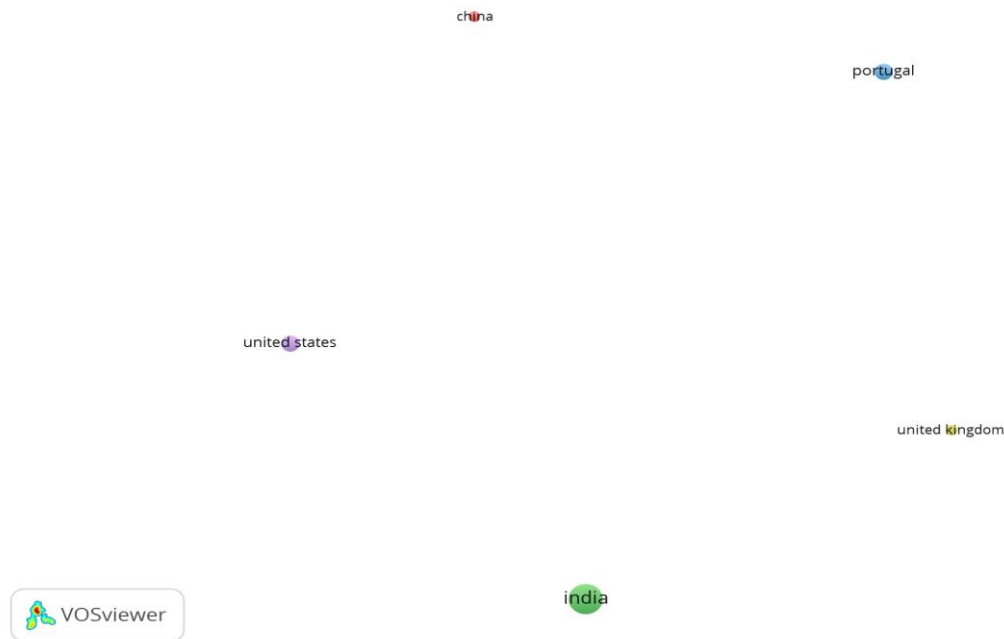 china
portugal
united states
united kingdom
india
VOSviewer